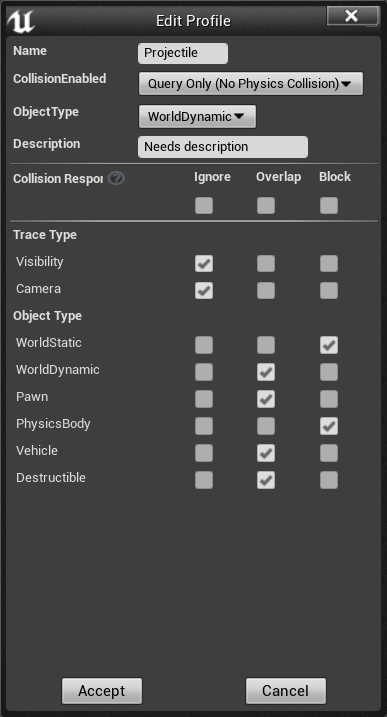 Edit Profile
Name Projectile
CollisionEnabled Query Only (No Physics Collision)
ObjectType WorldDynamic
Description Needs description
Collision Respor ? Ignore Overlap Block
Trace Type
Visibility
Camera
Object Type
WorldStatic
WorldDynamic
Pawn
PhysicsBody
Vehicle
Destructible
Accept Cancel